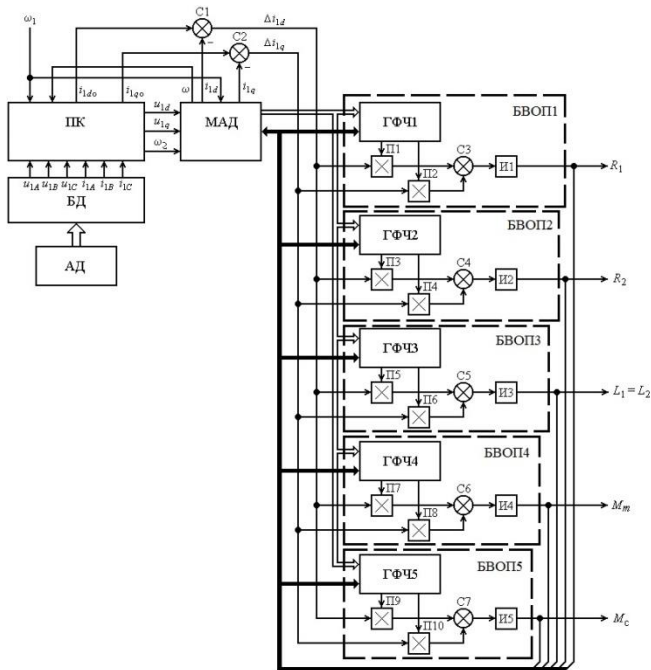 ω₁
C1
Δi₁d
C2
Δi₁q
−
−
i₁do
i₁qo
ω
i₁d
i₁q
ПК
u₁d
u₁q
ω₂
МАД
u₁A
u₁B
u₁C
i₁A
i₁B
i₁C
БД
АД
БВОП1
ГФЧ1
П1
П2
C3
И1
R₁
БВОП2
ГФЧ2
П3
П4
C4
И2
R₂
БВОП3
ГФЧ3
П5
П6
C5
И3
L₁ = L₂
БВОП4
ГФЧ4
П7
П8
C6
И4
Mₘ
БВОП5
ГФЧ5
П9
П10
C7
И5
M_c